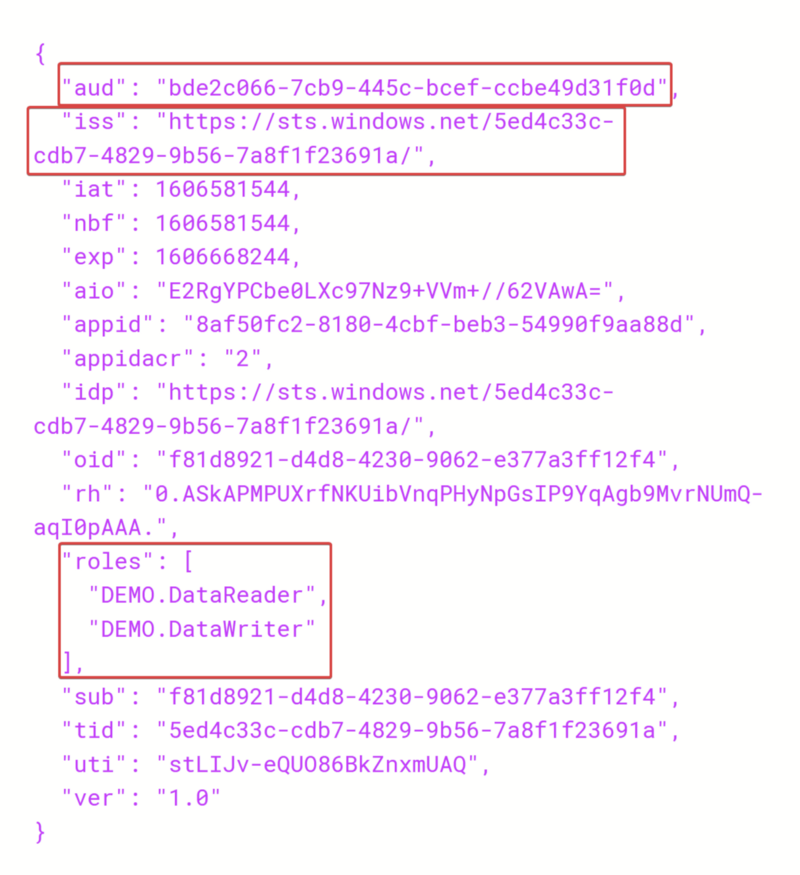 {
"aud": "bde2c066-7cb9-445c-bcef-ccbe49d31f0d",
"iss": "https://sts.windows.net/5ed4c33c-
cdb7-4829-9b56-7a8f1f23691a/",
"iat": 1606581544,
"nbf": 1606581544,
"exp": 1606668244,
"aio": "E2RgYPCbe0LXc97Nz9+VVm+//62VAwA=",
"appid": "8af50fc2-8180-4cbf-beb3-54990f9aa88d",
"appidacr": "2",
"idp": "https://sts.windows.net/5ed4c33c-
cdb7-4829-9b56-7a8f1f23691a/",
"oid": "f81d8921-d4d8-4230-9062-e377a3ff12f4",
"rh": "0.ASkAPMPUXrfNKUibVnqPHyNpGsIP9YqAgb9MvrNUmQ-
aqI0pAAA.",
"roles": [
"DEMO.DataReader",
"DEMO.DataWriter"
],
"sub": "f81d8921-d4d8-4230-9062-e377a3ff12f4",
"tid": "5ed4c33c-cdb7-4829-9b56-7a8f1f23691a",
"uti": "stLIJv-eQUO86BkZnxmUAQ",
"ver": "1.0"
}